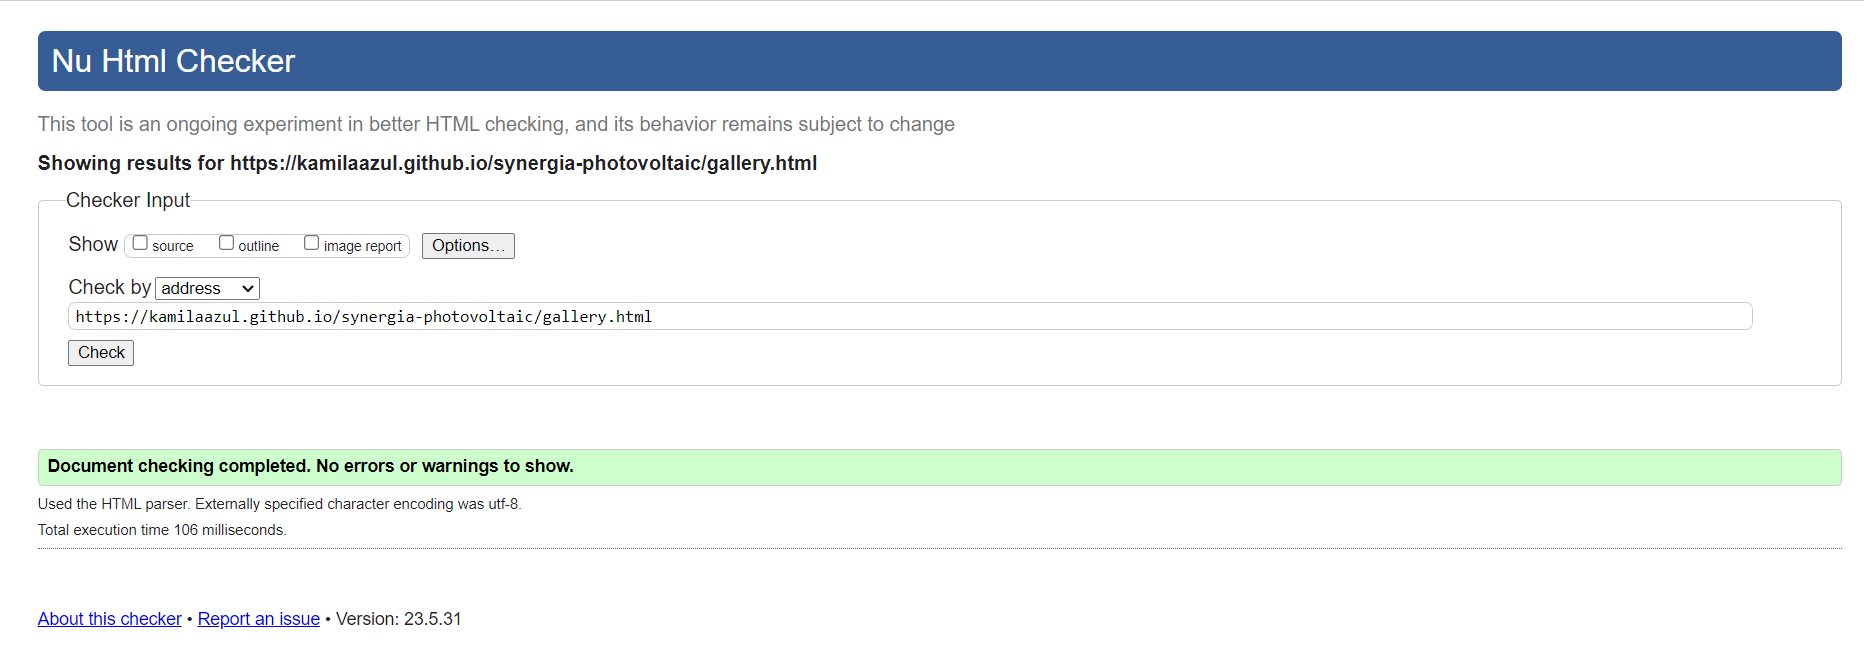 Nu Html Checker
This tool is an ongoing experiment in better HTML checking, and its behavior remains subject to change
Showing results for https://kamilaazul.github.io/synergia-photovoltaic/gallery.html
Checker Input
Show source outline image report Options...
Check by address
https://kamilaazul.github.io/synergia-photovoltaic/gallery.html
Check
Document checking completed. No errors or warnings to show.
Used the HTML parser. Externally specified character encoding was utf-8.
Total execution time 106 milliseconds.
About this checker • Report an issue • Version: 23.5.31